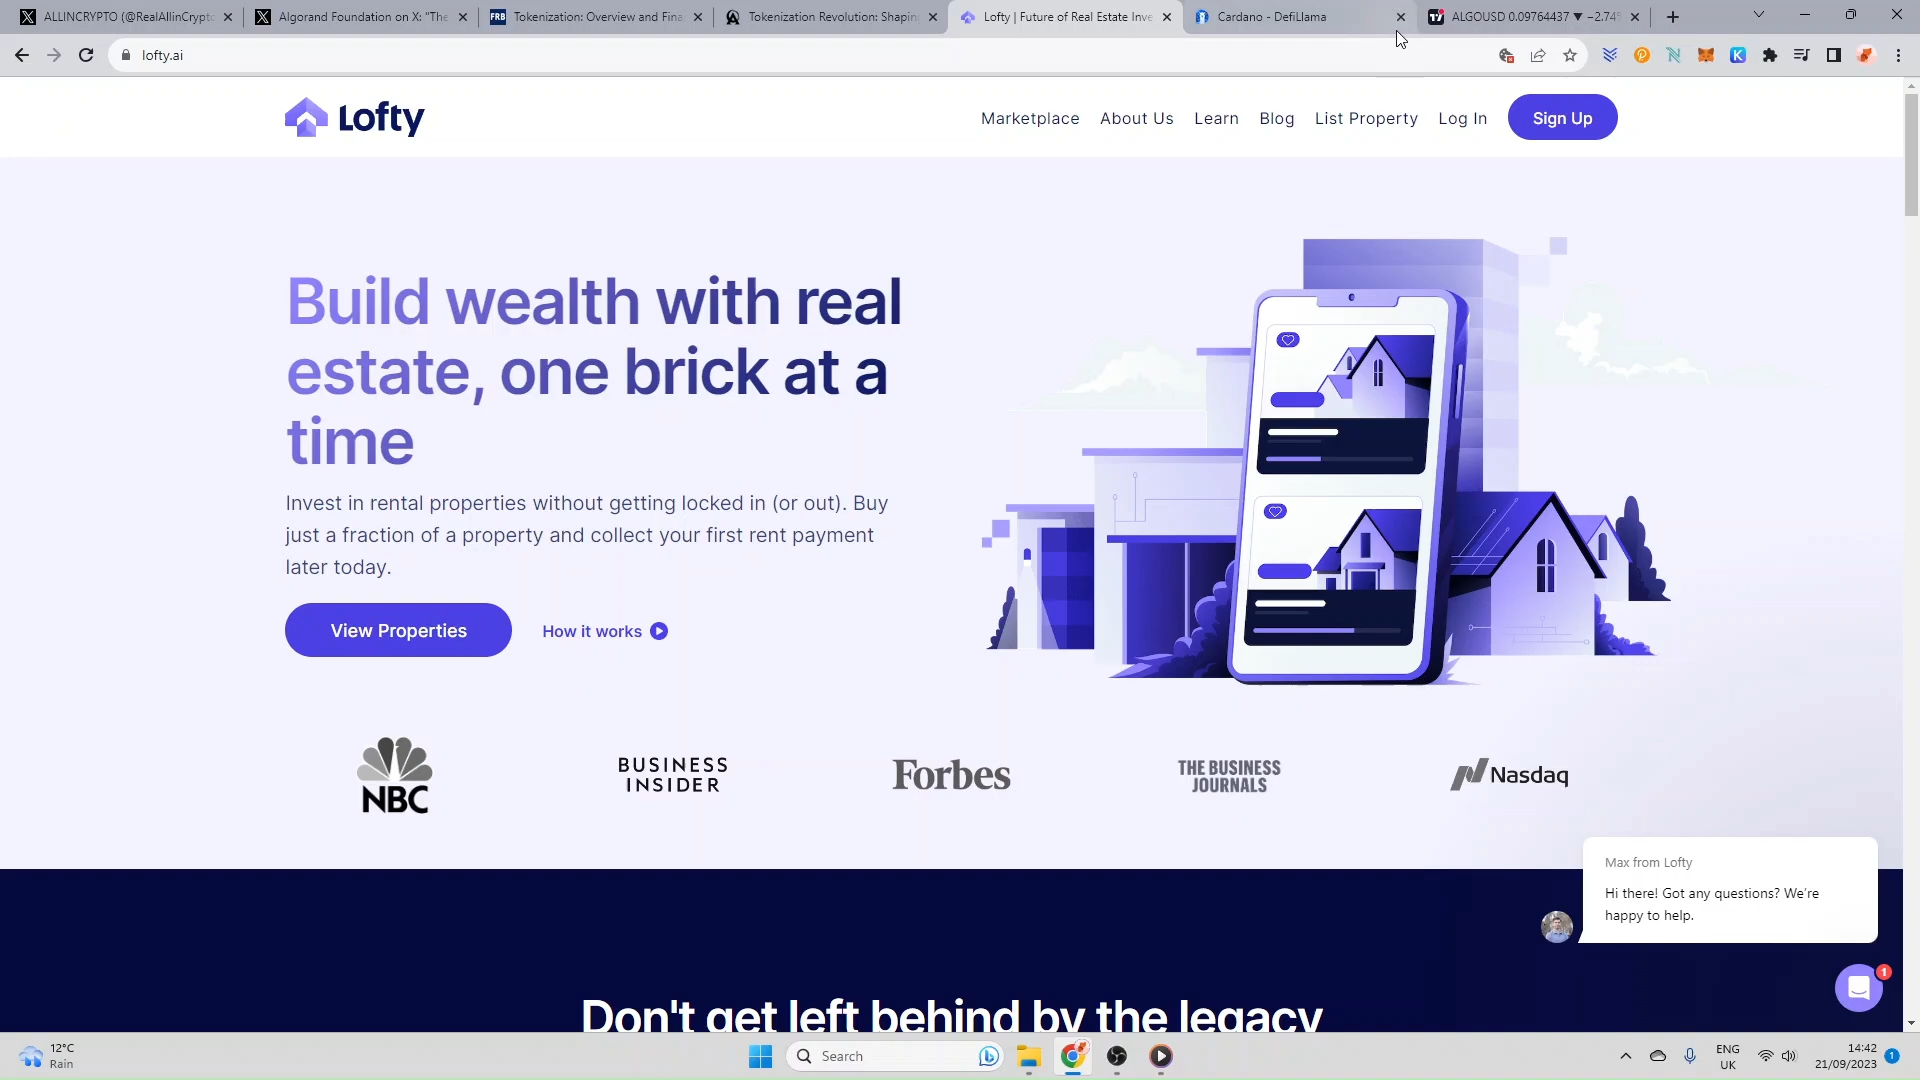 ALLINCRYPTO (@RealAllinCrypto
Algorand Foundation on X: "The
FRB
Tokenization: Overview and Fina
Tokenization Revolution: Shaping
Lofty | Future of Real Estate Inve
Cardano - DefiLlama
ALGOUSD 0.09764437 ▼ −2.74%
lofty.ai
Lofty
Marketplace
About Us
Learn
Blog
List Property
Log In
Sign Up
Build wealth with real
estate, one brick at a
time
Invest in rental properties without getting locked in (or out). Buy
just a fraction of a property and collect your first rent payment
later today.
View Properties
How it works
NBC
BUSINESS
INSIDER
Forbes
THE BUSINESS
JOURNALS
Nasdaq
Max from Lofty
Hi there! Got any questions? We're
happy to help.
1
Don't get left behind by the legacy
12°C
Rain
Search
ENG
UK
14:42
21/09/2023
1